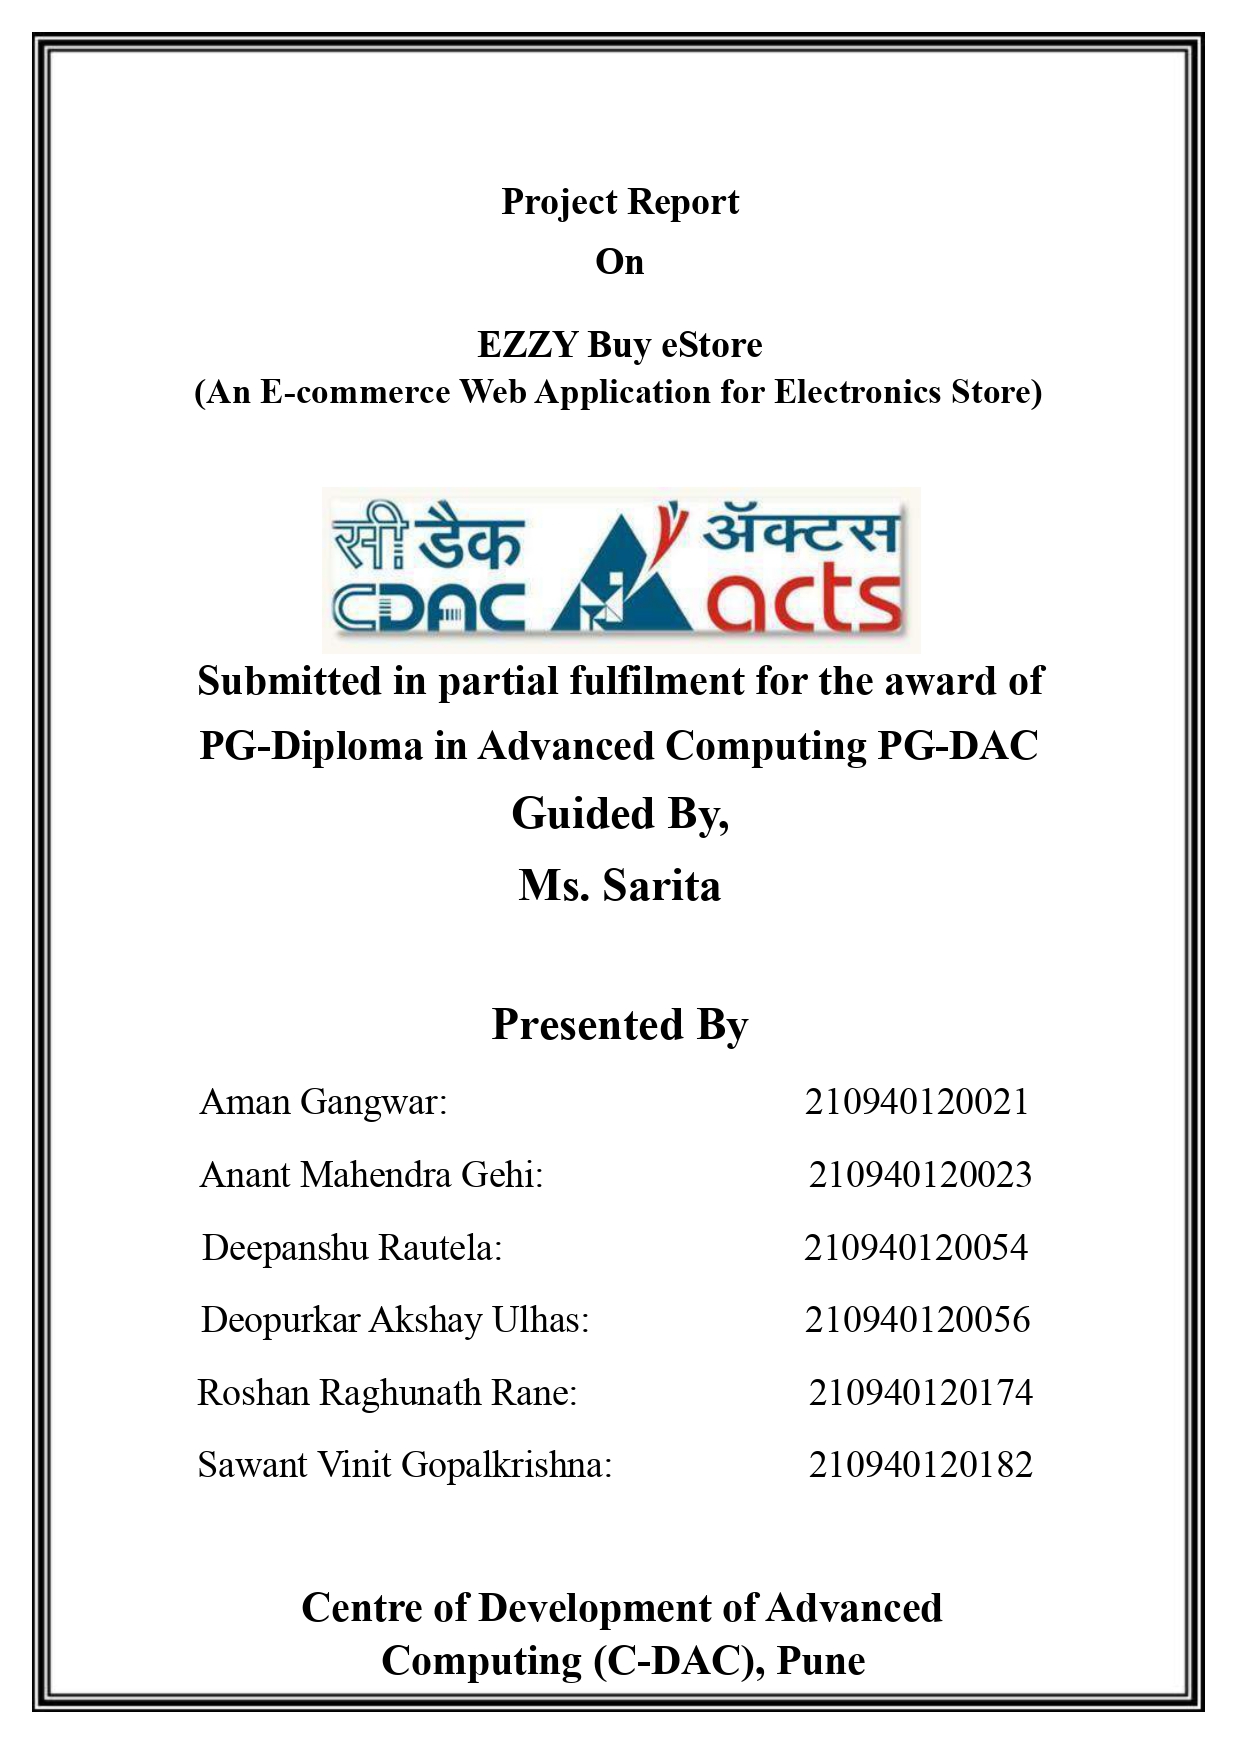 Project Report
On
EZZY Buy eStore
(An E-commerce Web Application for Electronics Store)
सी डैक ॲक्टस
CDAC acts
Submitted in partial fulfilment for the award of
PG-Diploma in Advanced Computing PG-DAC
Guided By,
Ms. Sarita
Presented By
Aman Gangwar: 210940120021
Anant Mahendra Gehi: 210940120023
Deepanshu Rautela: 210940120054
Deopurkar Akshay Ulhas: 210940120056
Roshan Raghunath Rane: 210940120174
Sawant Vinit Gopalkrishna: 210940120182
Centre of Development of Advanced
Computing (C-DAC), Pune